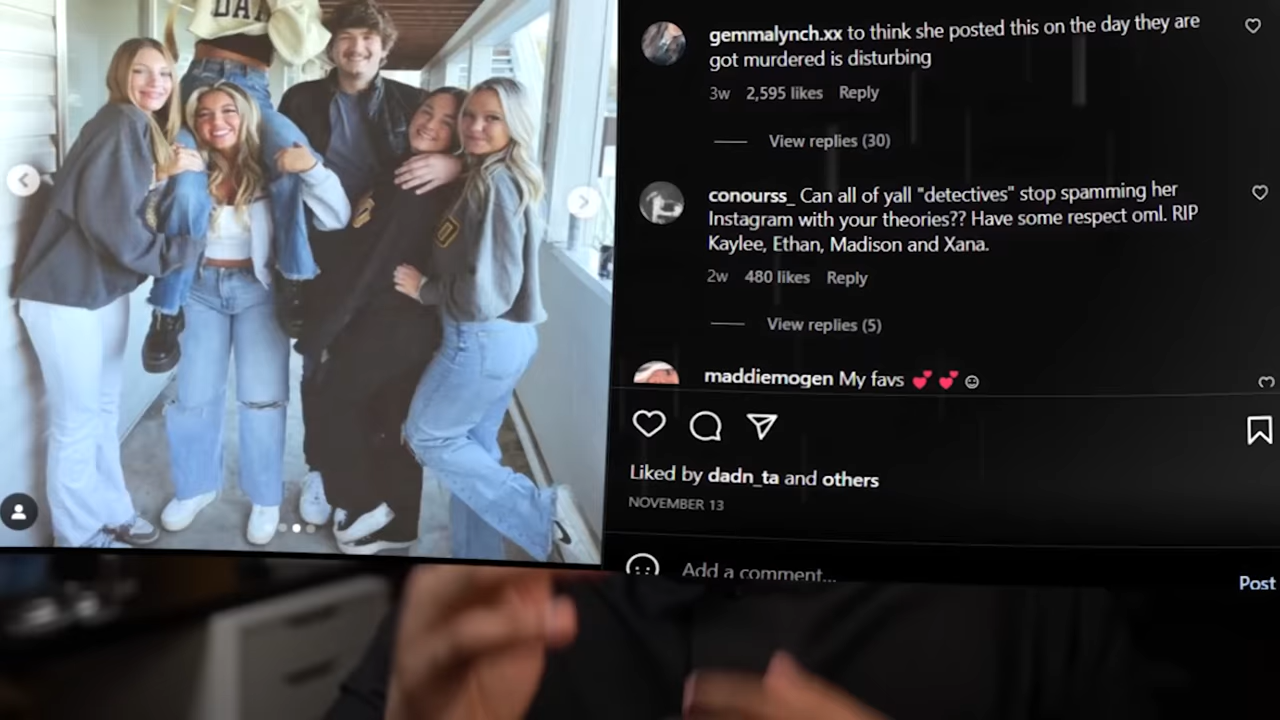 DA
gemmalynch.xx to think she posted this on the day they are
got murdered is disturbing
3w 2,595 likes Reply
View replies (30)
conourss_ Can all of yall "detectives" stop spamming her
Instagram with your theories?? Have some respect oml. RIP
Kaylee, Ethan, Madison and Xana.
2w 480 likes Reply
View replies (5)
maddiemogen My favs 💕 💕 ☺
Liked by dadn_ta and others
NOVEMBER 13
Add a comment...
Post